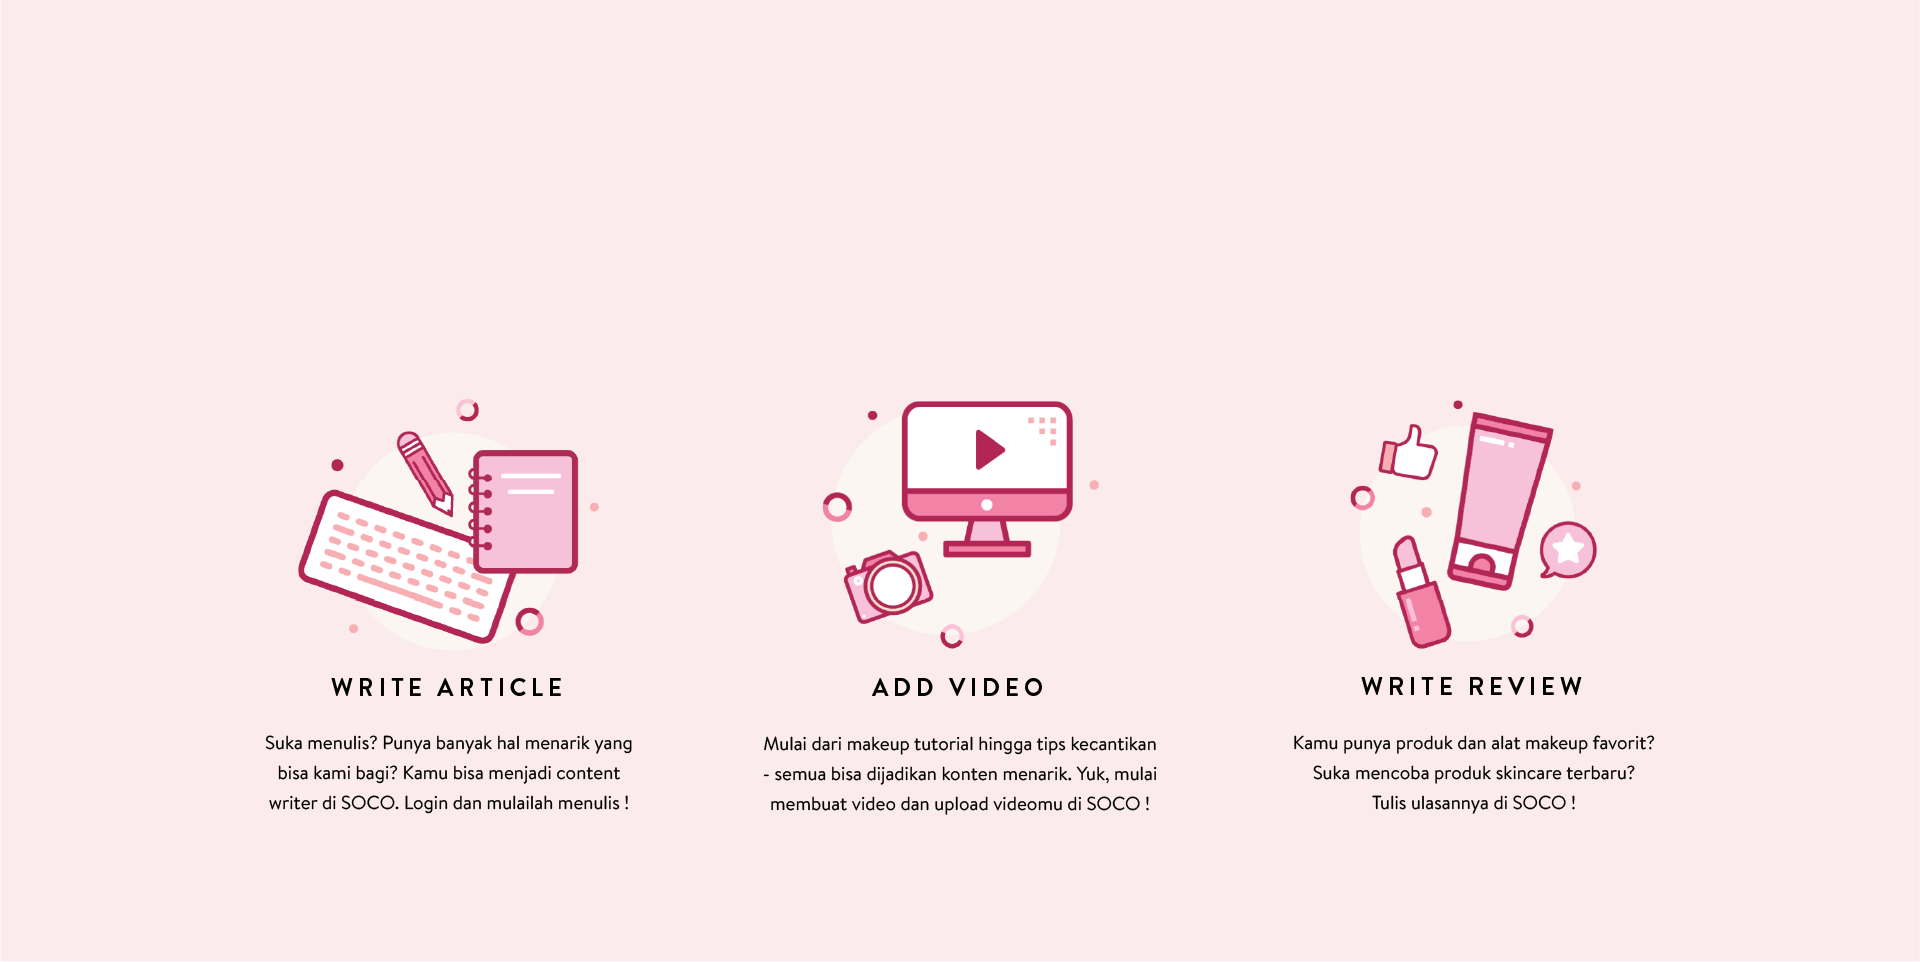 WRITE ARTICLE
Suka menulis? Punya banyak hal menarik yang
bisa kami bagi? Kamu bisa menjadi content
writer di SOCO. Login dan mulailah menulis !
ADD VIDEO
Mulai dari makeup tutorial hingga tips kecantikan
- semua bisa dijadikan konten menarik. Yuk, mulai
membuat video dan upload videomu di SOCO !
WRITE REVIEW
Kamu punya produk dan alat makeup favorit?
Suka mencoba produk skincare terbaru?
Tulis ulasannya di SOCO !